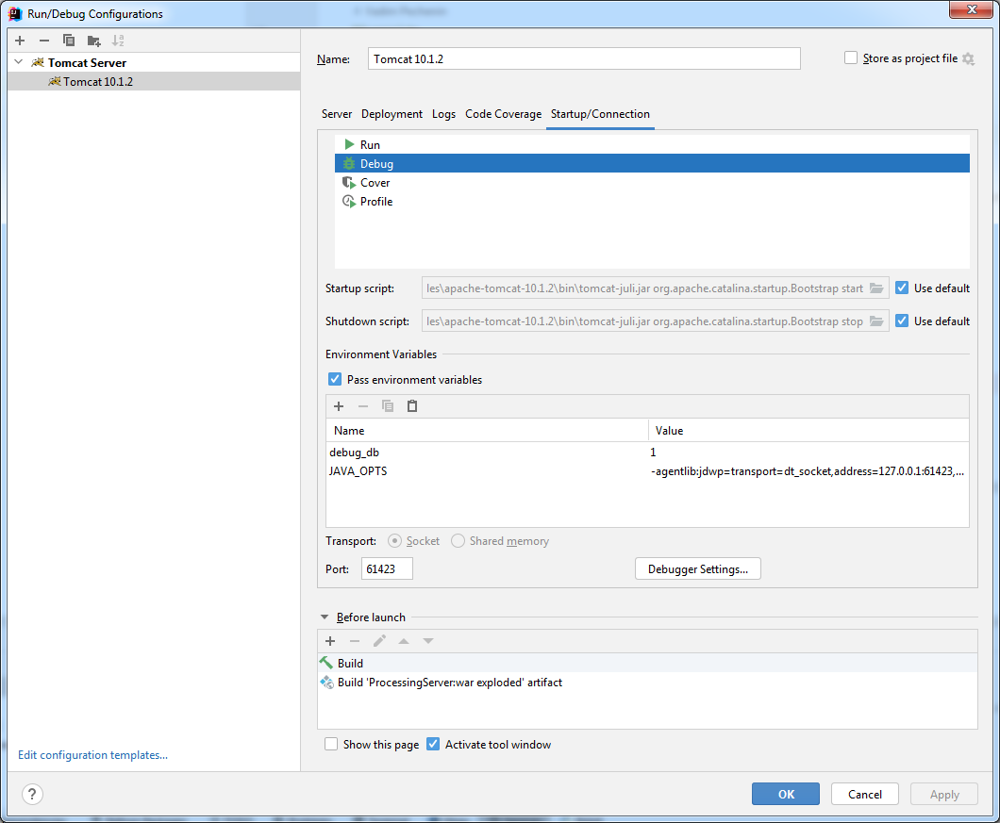 Run/Debug Configurations
Tomcat Server
Tomcat 10.1.2
Edit configuration templates...
Name: Tomcat 10.1.2 Store as project file
Server Deployment Logs Code Coverage Startup/Connection
Run
Debug
Cover
Profile
Startup script: les\apache-tomcat-10.1.2\bin\tomcat-juli.jar org.apache.catalina.startup.Bootstrap start Use default
Shutdown script: les\apache-tomcat-10.1.2\bin\tomcat-juli.jar org.apache.catalina.startup.Bootstrap stop Use default
Environment Variables
Pass environment variables
Name Value
debug_db 1
JAVA_OPTS -agentlib:jdwp=transport=dt_socket,address=127.0.0.1:61423,...
Transport: Socket Shared memory
Port: 61423 Debugger Settings...
Before launch
Build
Build 'ProcessingServer:war exploded' artifact
Show this page Activate tool window
? OK Cancel Apply